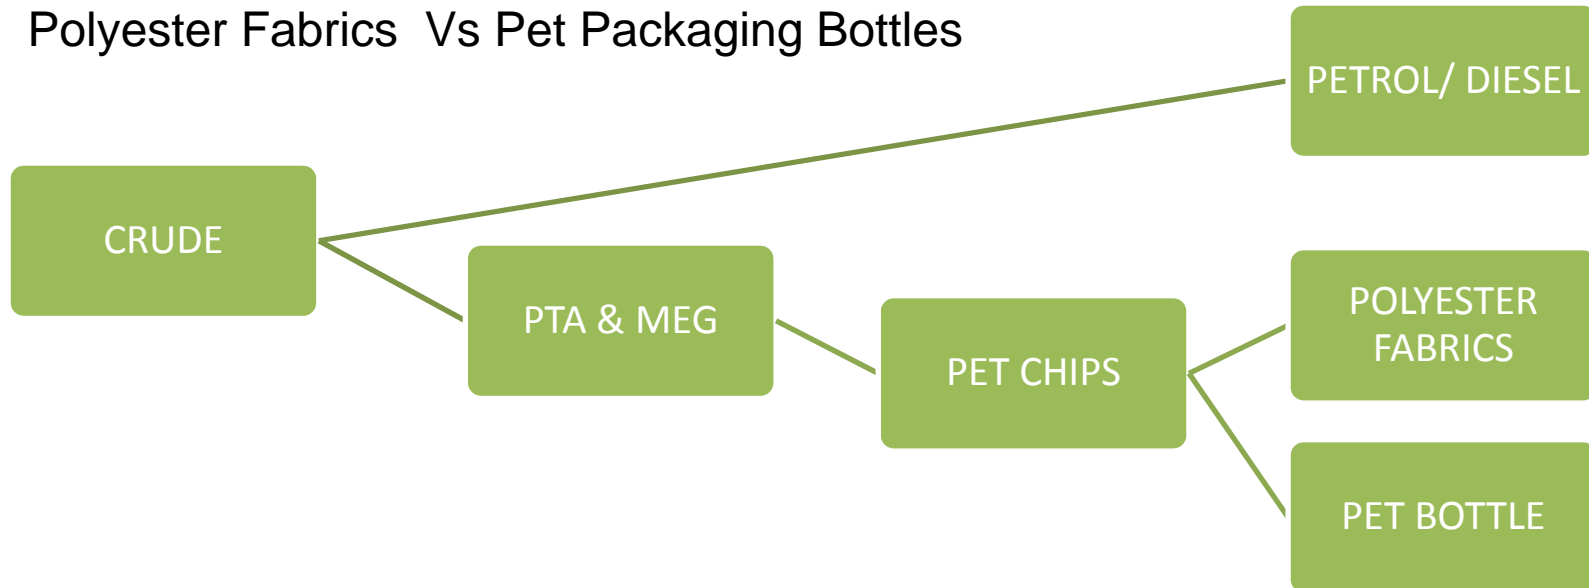 Polyester Fabrics  Vs Pet Packaging Bottles
PETROL/ DIESEL
CRUDE
PTA & MEG
PET CHIPS
POLYESTER
FABRICS
PET BOTTLE